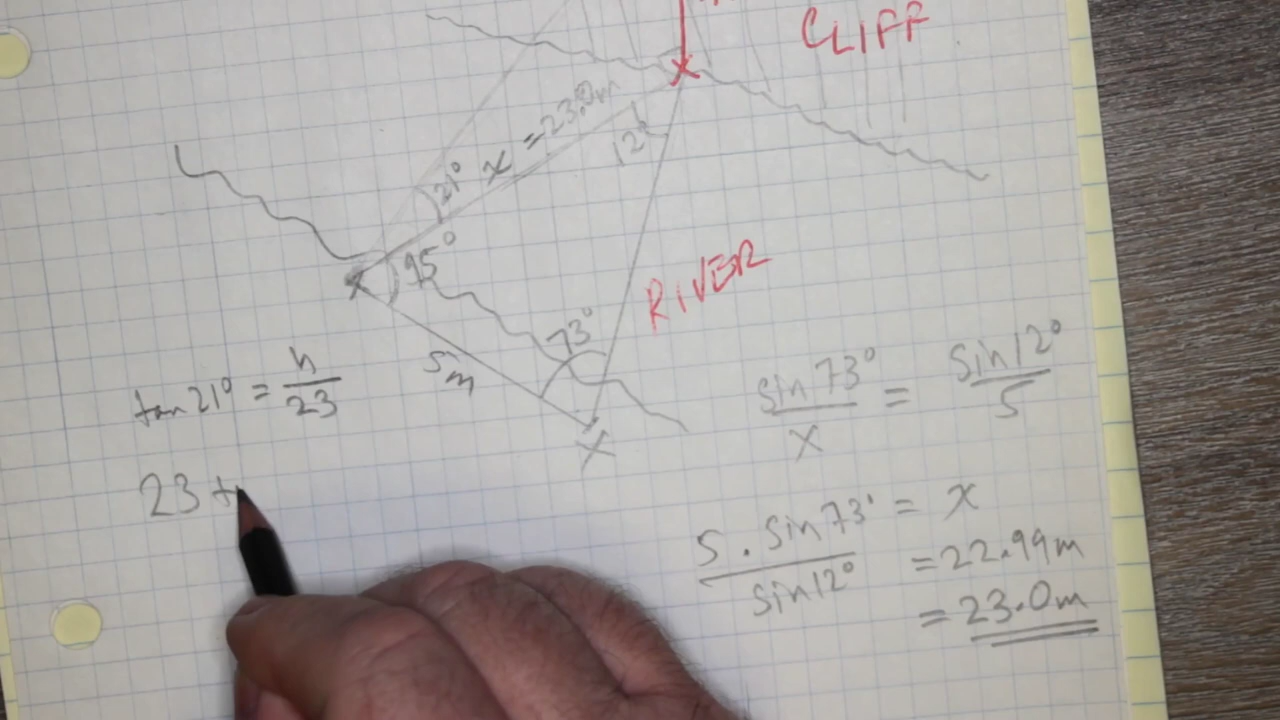 CLIFF
x = 23.0m
12°
21°
95°
RIVER
73°
5m
tan 21° = h/23
sin 73°/x = sin 12°/5
23 t
5 . sin 73°/sin 12° = x
= 22.99m
= 23.0m